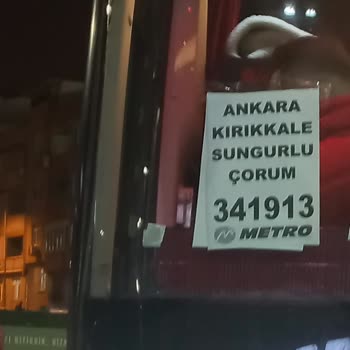 ANKARA
KIRIKKALE
SUNGURLU
ÇORUM
341913
METRO